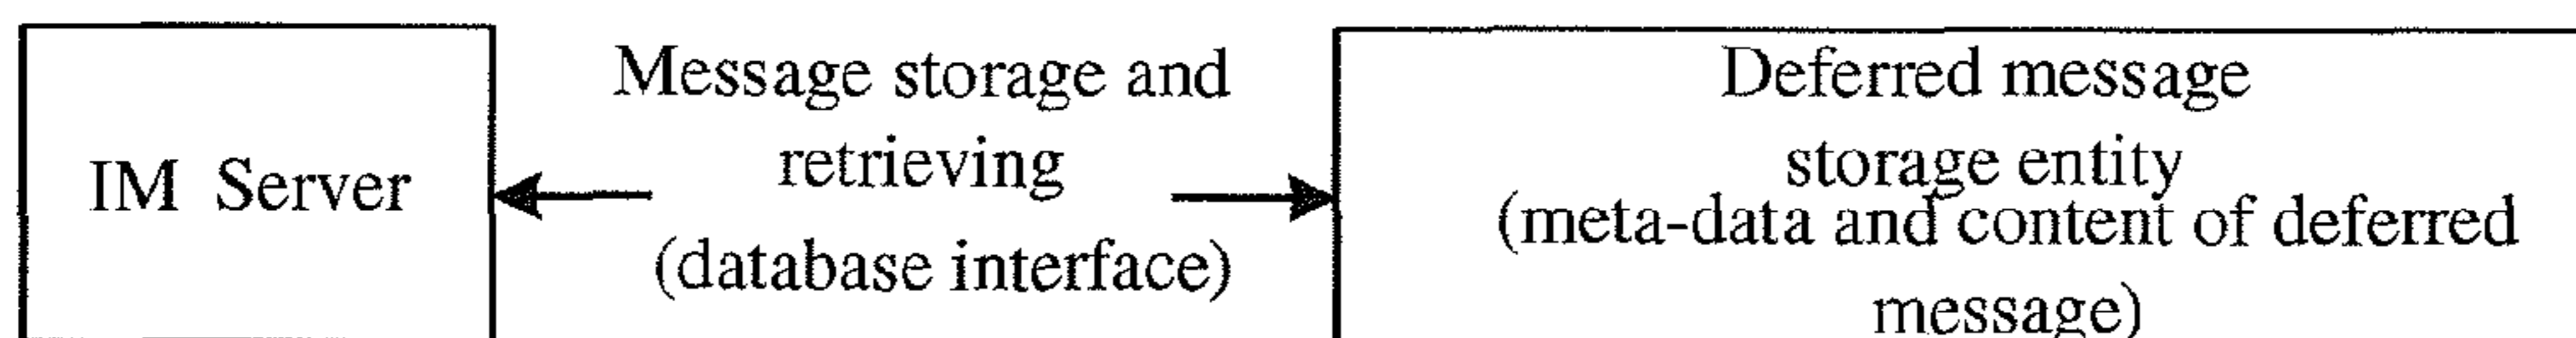 IM Server
Message storage and
retrieving
(database interface)
Deferred message
storage entity
(meta-data and content of deferred
message)